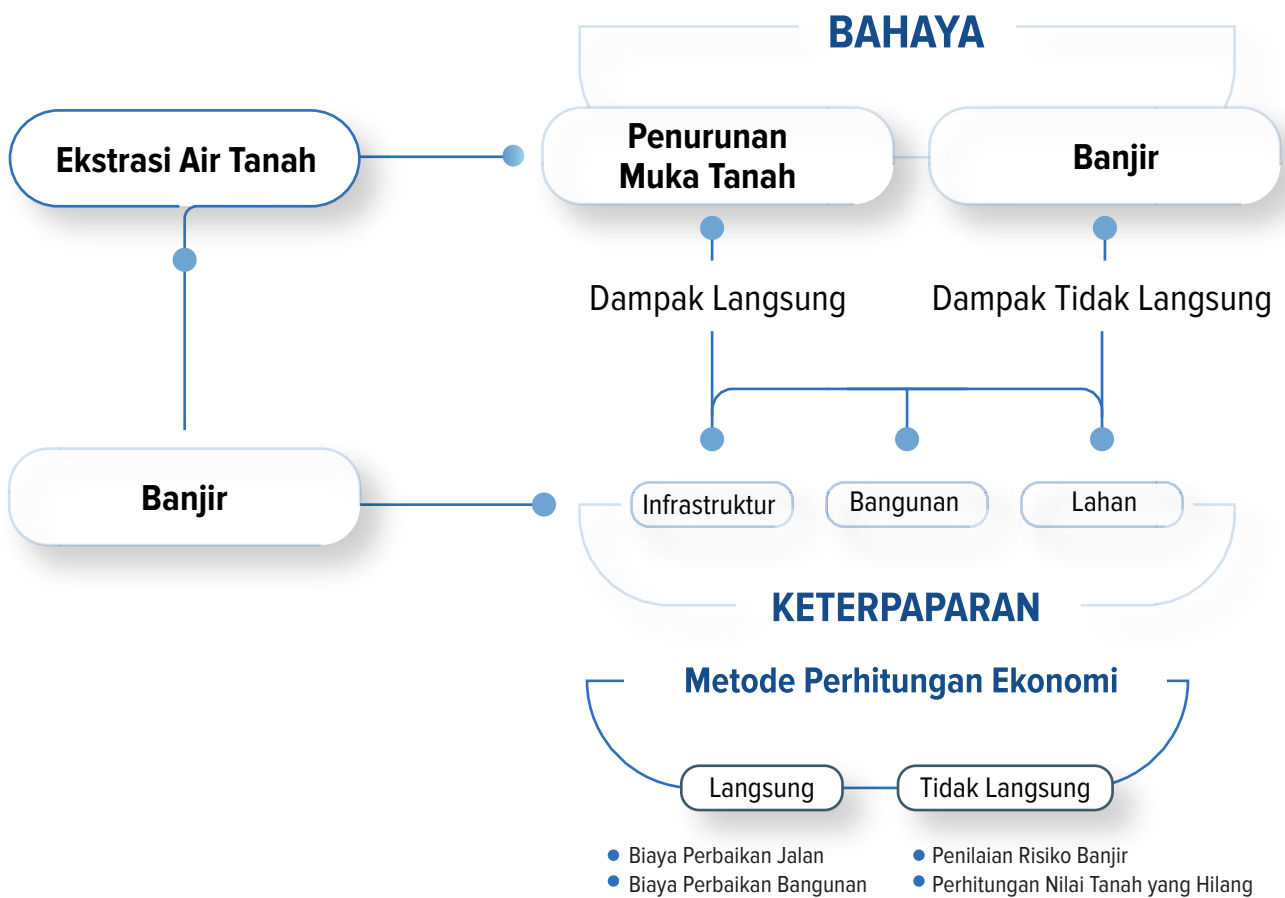 BAHAYA
Ekstrasi Air Tanah
Penurunan
Muka Tanah
Banjir
Dampak Langsung
Dampak Tidak Langsung
Banjir
Infrastruktur
Bangunan
Lahan
KETERPAPARAN
Metode Perhitungan Ekonomi
Langsung
Tidak Langsung
Biaya Perbaikan Jalan
Biaya Perbaikan Bangunan
Penilaian Risiko Banjir
Perhitungan Nilai Tanah yang Hilang